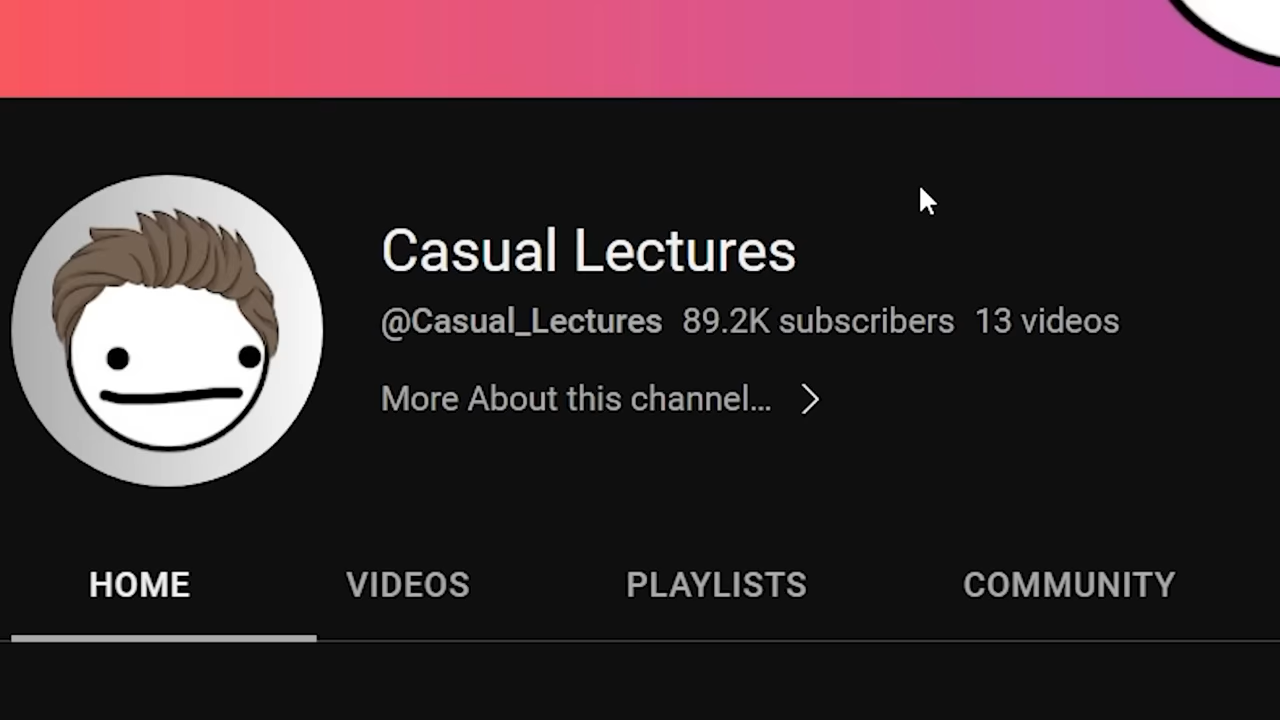 Casual Lectures
@Casual_Lectures 89.2K subscribers 13 videos
More About this channel...
HOME VIDEOS PLAYLISTS COMMUNITY